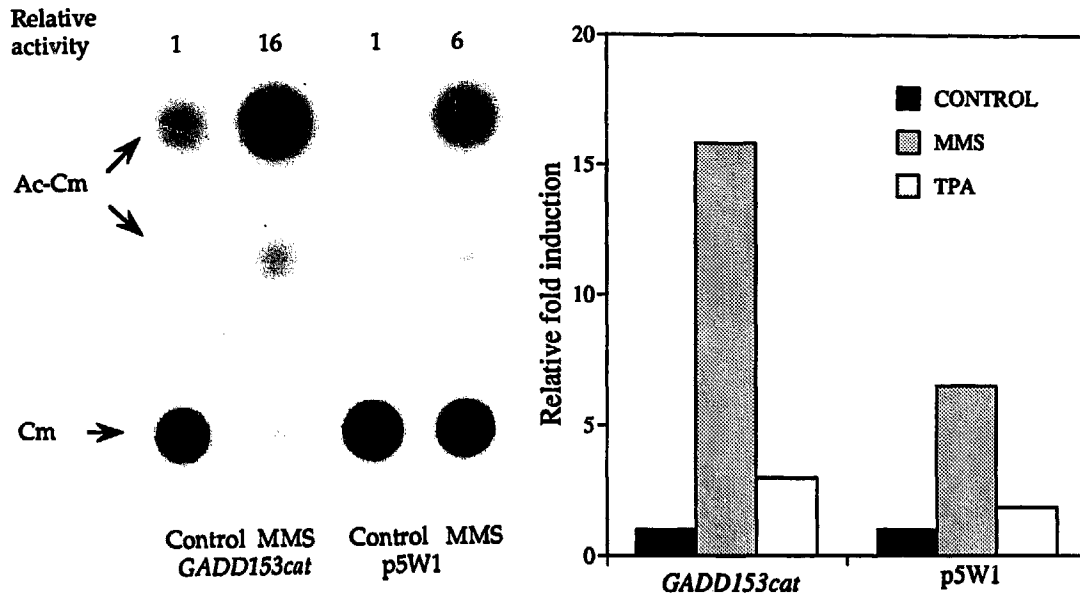 Relative
activity
1 16 1 6
Ac-Cm
Cm
Control MMS Control MMS
GADD153cat p5W1
20
15
10
5
0
Relative fold induction
CONTROL
MMS
TPA
GADD153cat p5W1